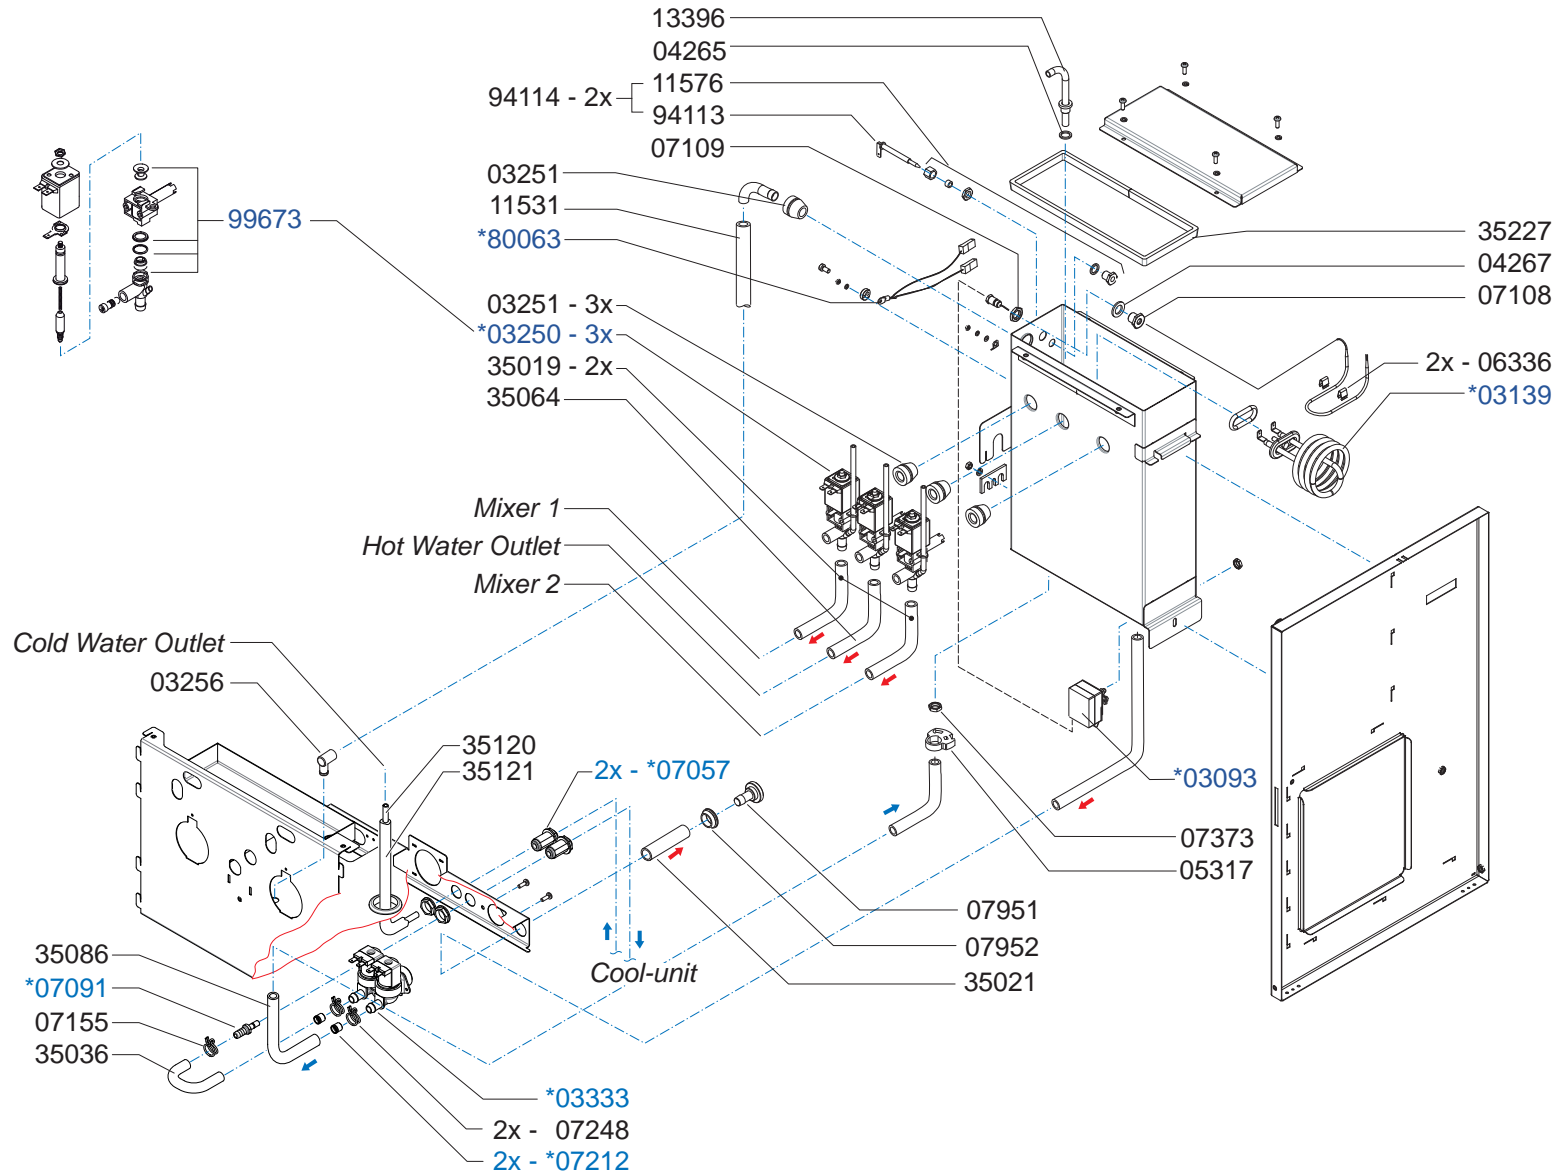 13396
04265
94114 - 2x
11576
94113
07109
03251
11531
*80063
99673
03251 - 3x
*03250 - 3x
35019 - 2x
35064
35227
04267
07108
2x - 06336
*03139
Mixer 1
Hot Water Outlet
Mixer 2
Cold Water Outlet
03256
35120
35121
2x - *07057
*03093
07373
05317
07951
07952
35021
Cool-unit
35086
*07091
07155
35036
*03333
2x - 07248
2x - *07212